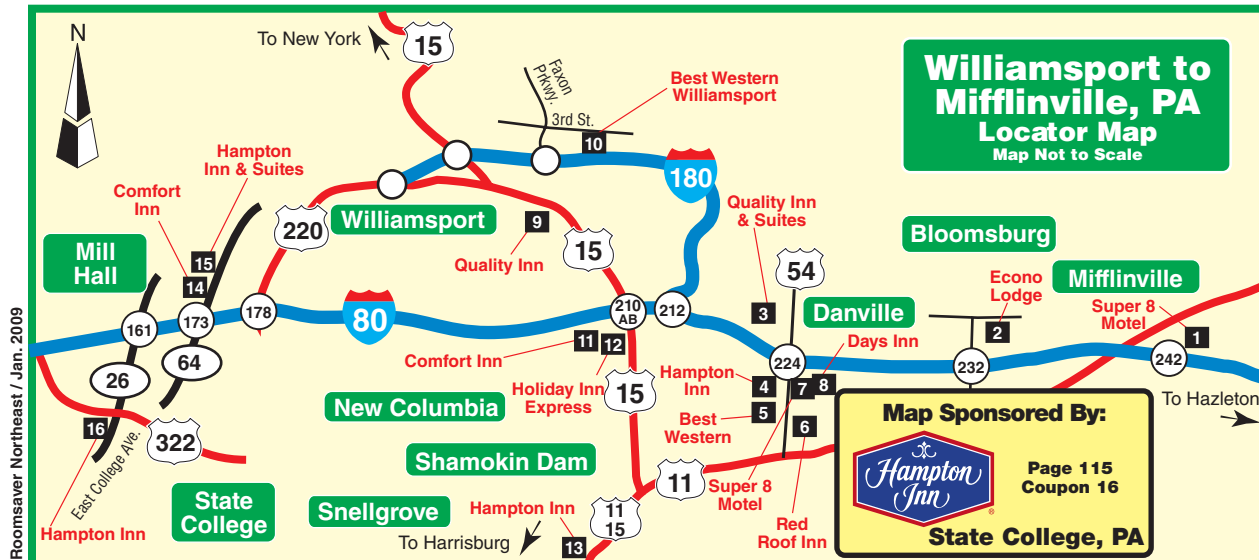 Williamsport to
Mifflinville, PA
Locator Map
Map Not to Scale
N
To New York
15
Faxon
Prkwy.
3rd St.
Best Western
Williamsport
10
180
Hampton
Inn & Suites
Comfort
Inn
15
14
220
Williamsport
9
Quality Inn
15
Quality Inn
& Suites
3
54
Bloomsburg
Mill
Hall
161
173
178
80
210
AB
212
Danville
Econo
Lodge
2
Mifflinville
Super 8
Motel
1
26
64
Comfort Inn
11
12
Holiday Inn
Express
15
224
Days Inn
Hampton
Inn
4
7
8
232
242
To Hazleton
16
East College Ave.
322
New Columbia
Best
Western
5
6
Shamokin Dam
11
Super 8
Motel
Red
Roof Inn
Hampton Inn
State
College
Snellgrove
Hampton Inn
13
11
15
To Harrisburg
Map Sponsored By:
Hampton
Inn
®
Page 115
Coupon 16
State College, PA
Roomsaver Northeast / Jan. 2009